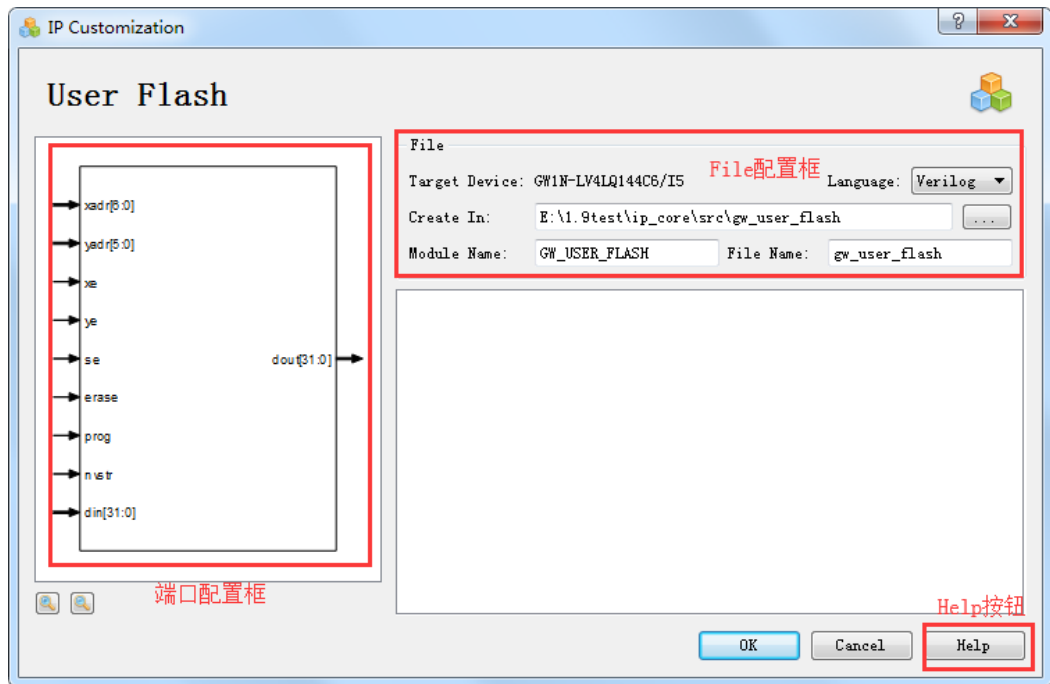 IP Customization
User Flash
File
File配置框
Target Device: GW1N-LV4LQ144C6/I5
Language: Verilog
Create In: E:\1.9test\ip_core\src\gw_user_flash ...
Module Name: GW_USER_FLASH File Name: gw_user_flash
xadr[6:0]
yadr[5:0]
xe
ye
se
dout[31:0]
erase
prog
nvstr
din[31:0]
端口配置框
Help按钮
OK Cancel Help